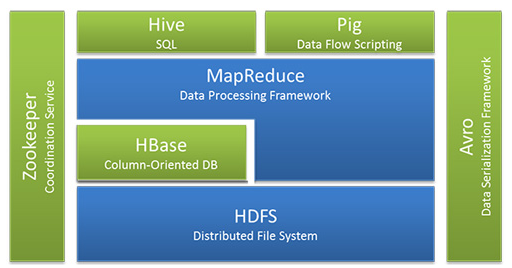 Hive
SQL
Pig
Data Flow Scripting
Zookeeper
Coordination Service
MapReduce
Data Processing Framework
HBase
Column-Oriented DB
HDFS
Distributed File System
Avro
Data Serialization Framework